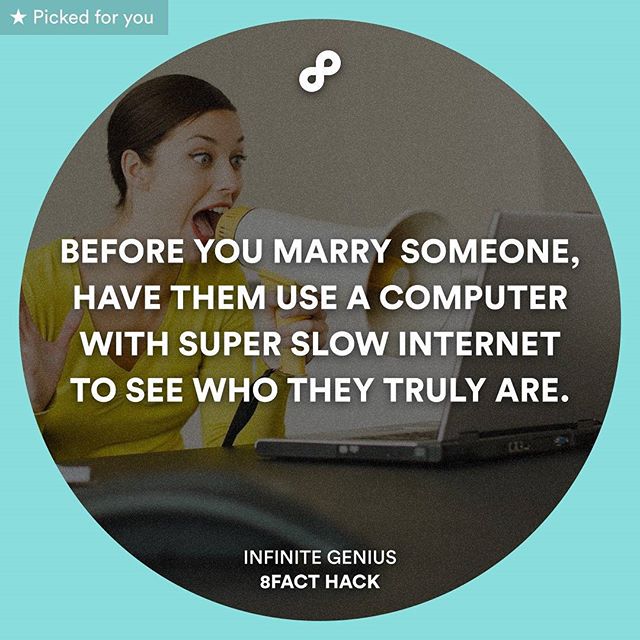 ★ Picked for you
BEFORE YOU MARRY SOMEONE,
HAVE THEM USE A COMPUTER
WITH SUPER SLOW INTERNET
TO SEE WHO THEY TRULY ARE.
INFINITE GENIUS
8FACT HACK